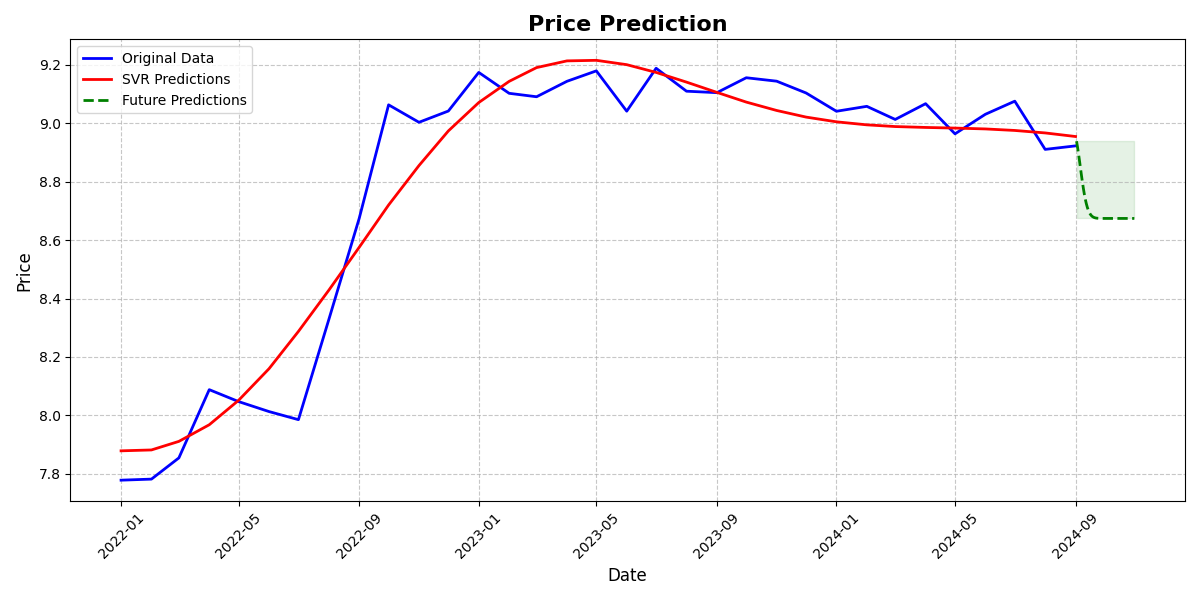 Price Prediction
Original Data
SVR Predictions
Future Predictions
Price
9.2
9.0
8.8
8.6
8.4
8.2
8.0
7.8
2022-01
2022-05
2022-09
2023-01
2023-05
2023-09
2024-01
2024-05
2024-09
Date